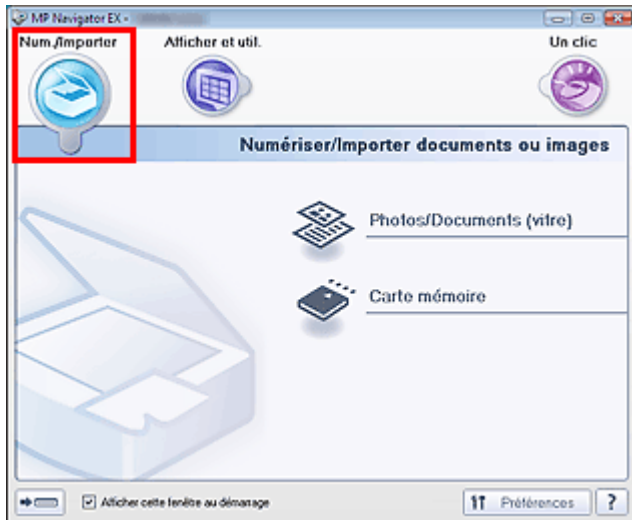 MP Navigator EX -
Num./Importer
Afficher et util.
Un clic
Numériser/Importer documents ou images
Photos/Documents (vitre)
Carte mémoire
Afficher cette fenêtre au démarrage
Préférences
?